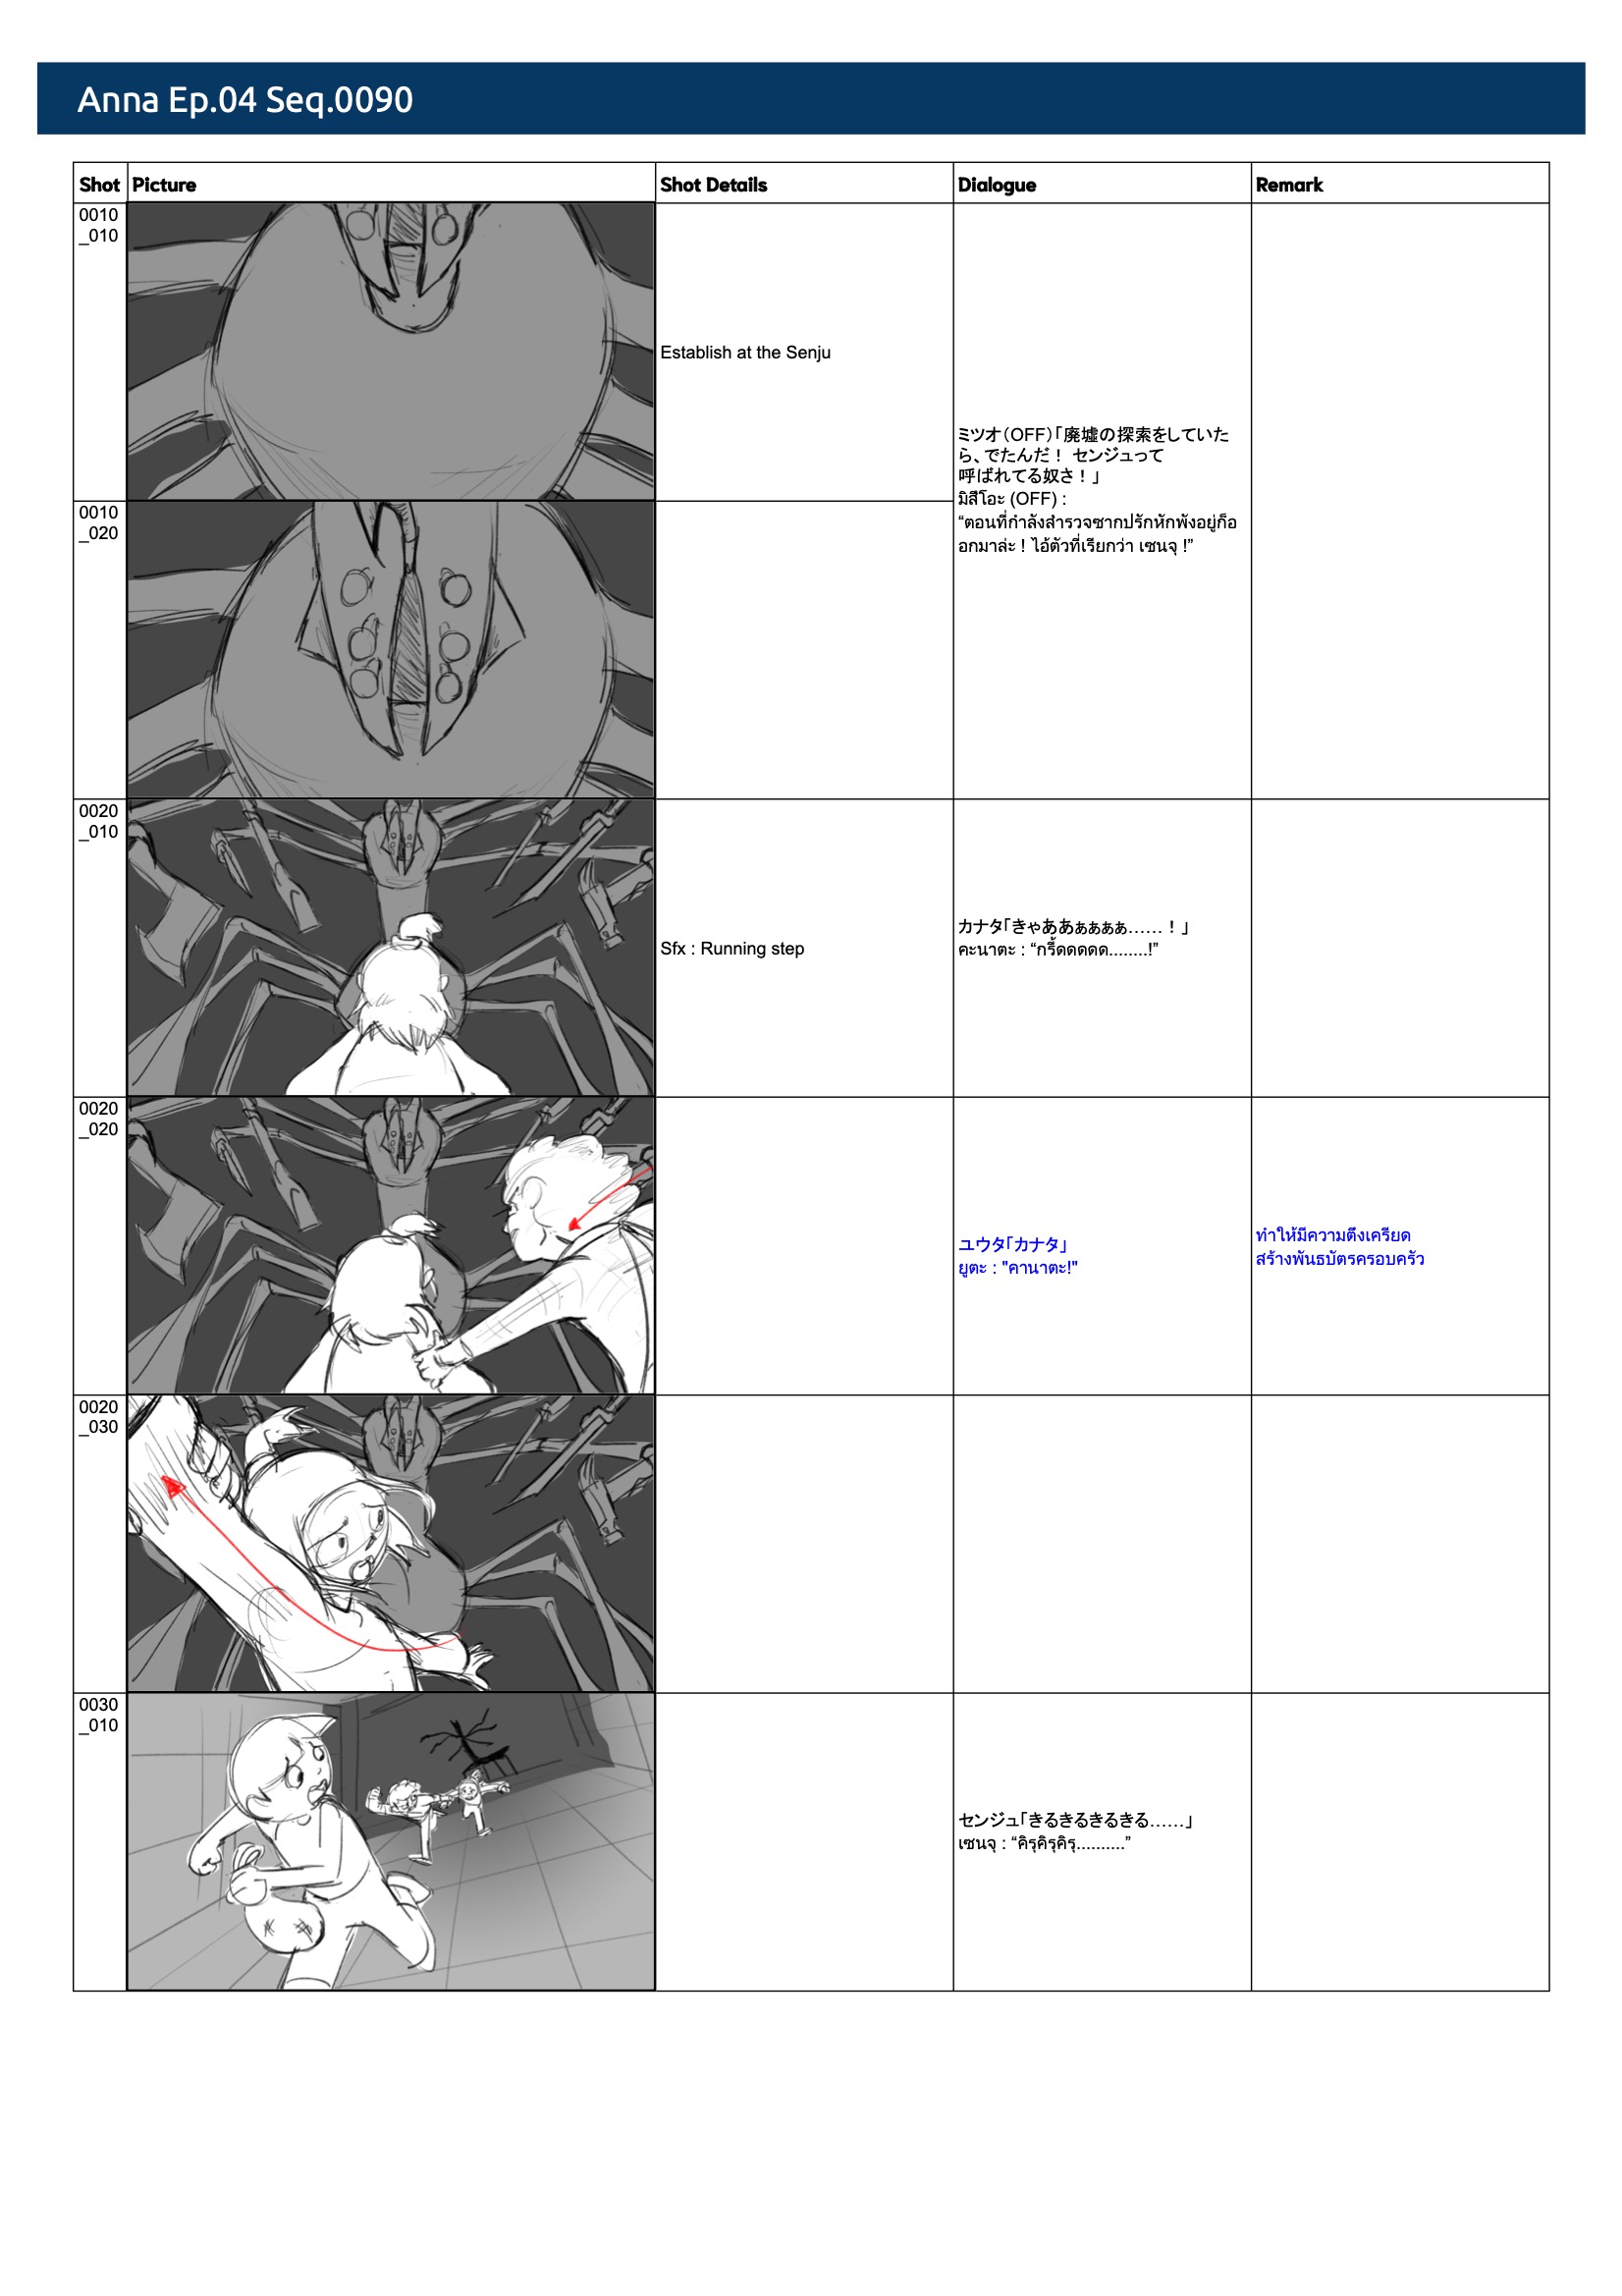 Anna Ep.04 Seq.0090
Shot Picture Shot Details Dialogue Remark
0010
_010
Establish at the Senju
ミツオ（OFF）「廃墟の探索をしていた
ら、でたんだ！ センジュって
呼ばれてる奴さ！」
มิสึโอะ (OFF) :
“ตอนที่กำลังสำรวจซากปรักหักพังอยู่ก็อ
อกมาล่ะ ! ไอ้ตัวที่เรียกว่า เซนจุ !”
0010
_020
0020
_010
Sfx : Running step
カナタ「きゃああぁぁぁぁ……！」
คะนาตะ : “กรี้ดดดดด........!”
0020
_020
ユウタ「カナタ」
ยูตะ : "คานาตะ!"
ทำให้มีความตึงเครียด
สร้างพันธบัตรครอบครัว
0020
_030
0030
_010
センジュ「きるきるきるきる……」
เซนจุ : “คิรุคิรุคิรุ..........”